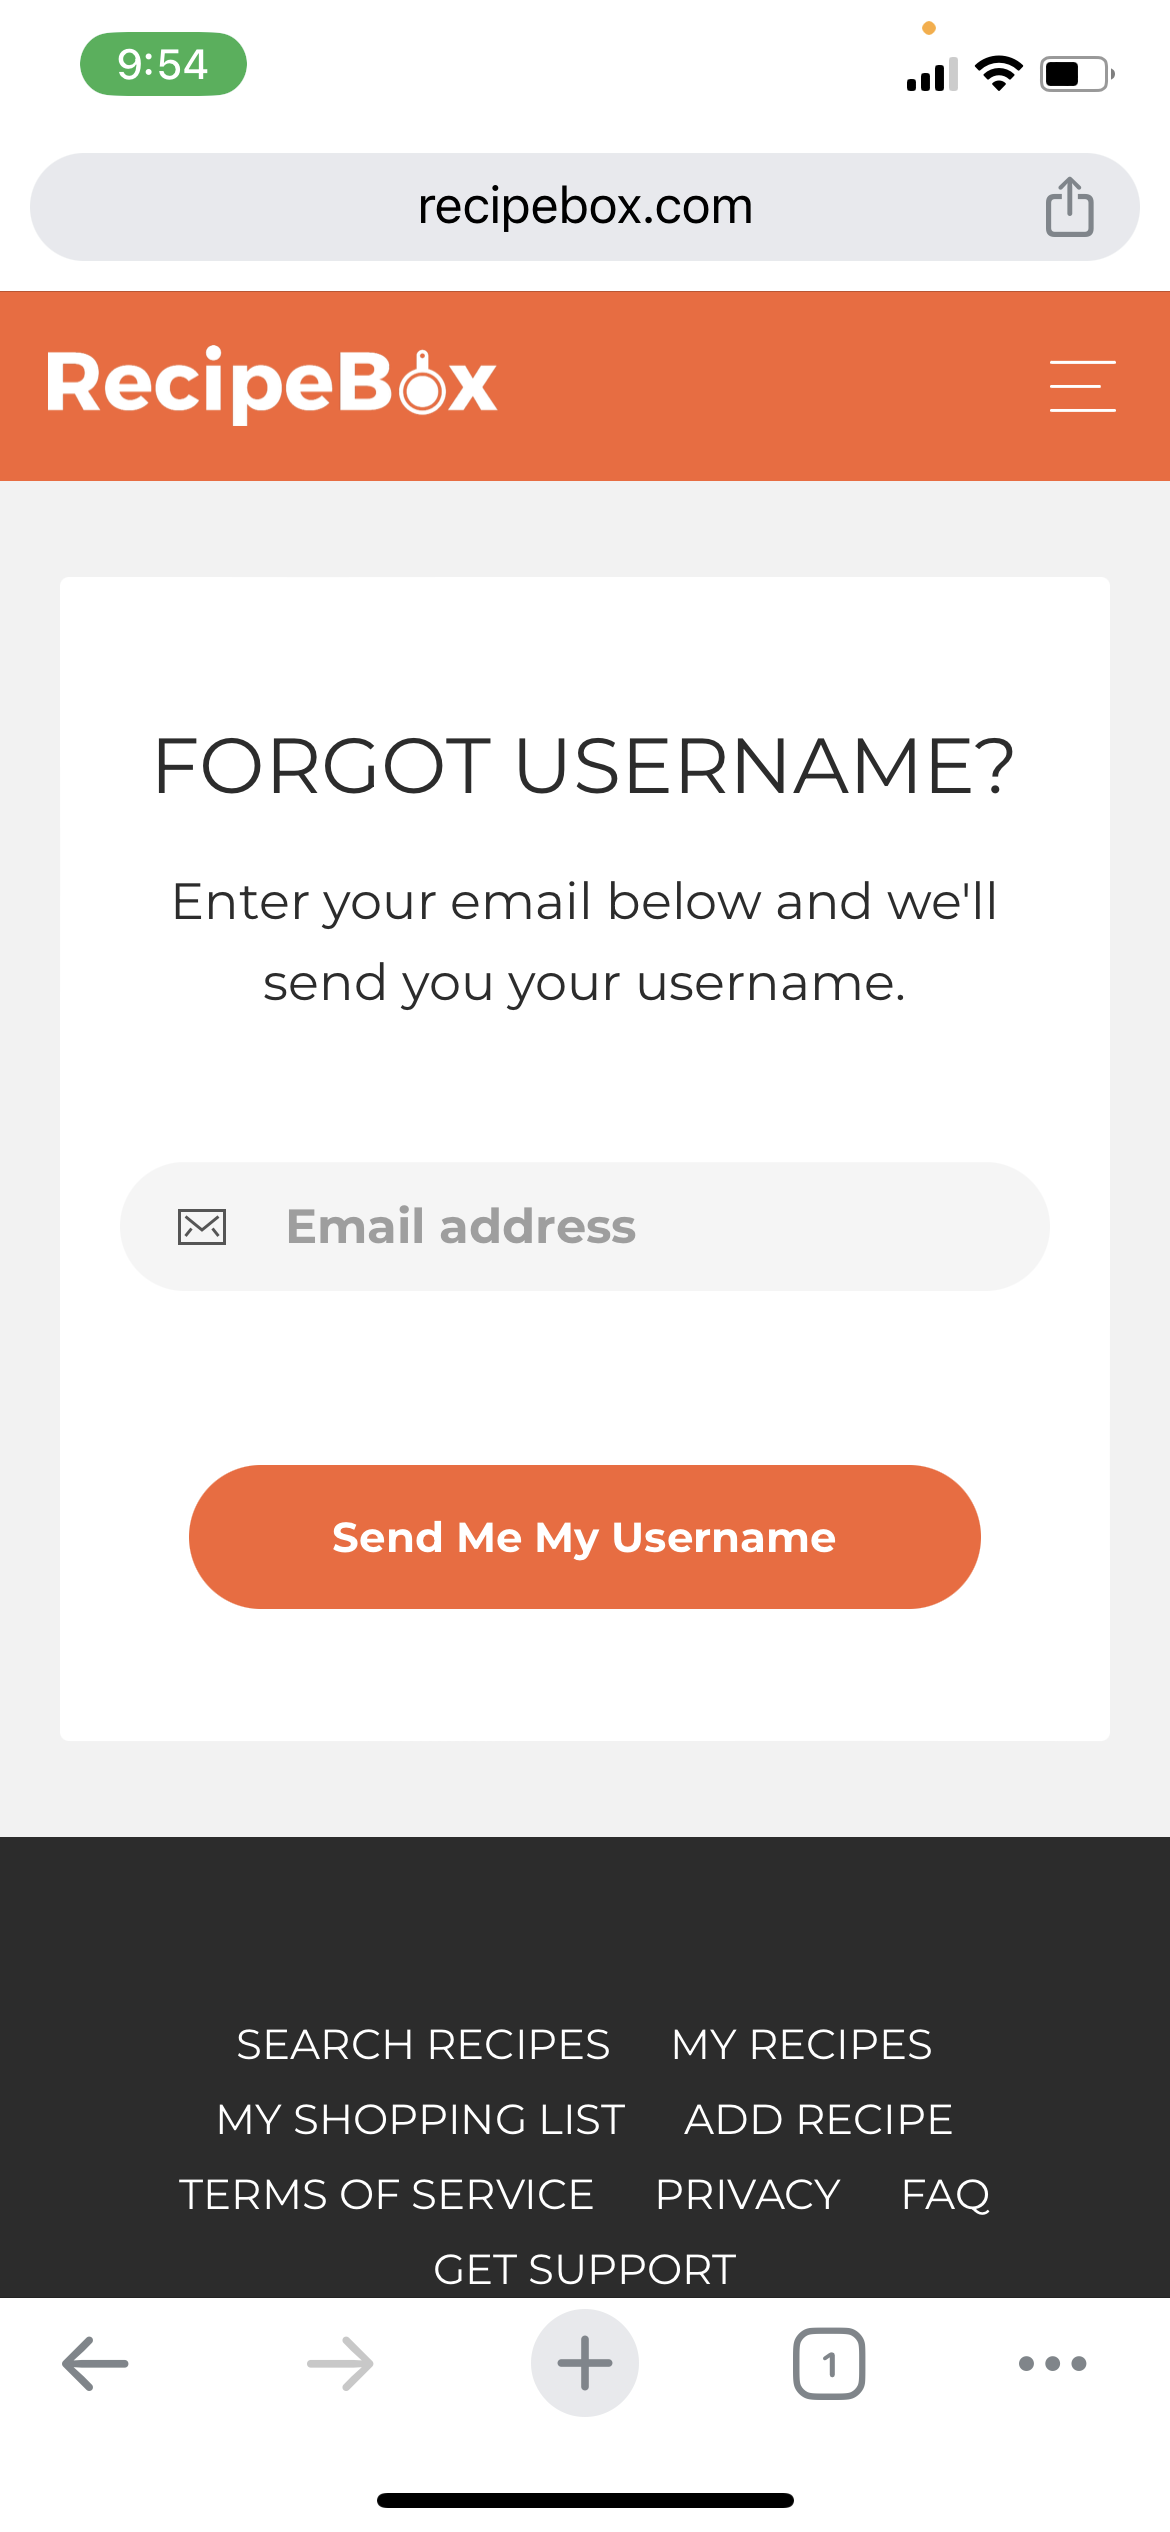 9:54
recipebox.com
RecipeBox
FORGOT USERNAME?
Enter your email below and we'll
send you your username.
Email address
Send Me My Username
SEARCH RECIPES MY RECIPES
MY SHOPPING LIST ADD RECIPE
TERMS OF SERVICE PRIVACY FAQ
GET SUPPORT
1